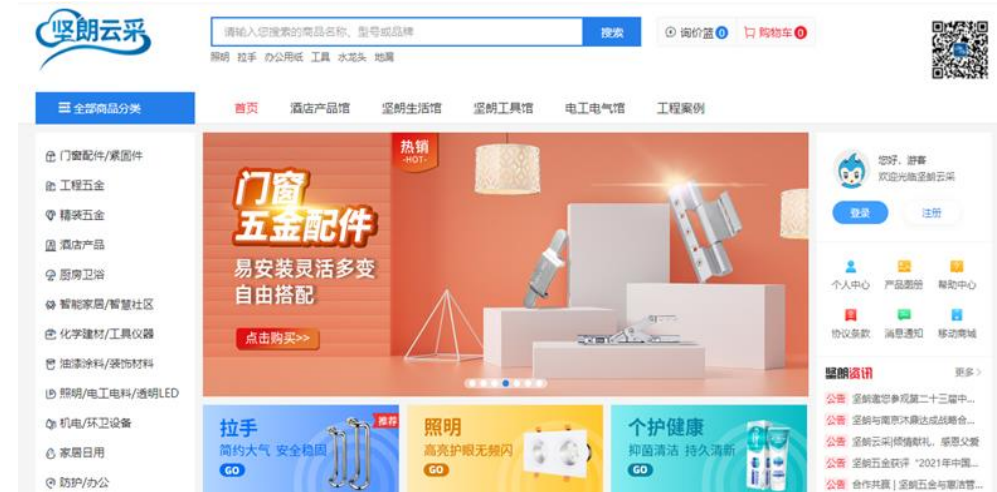 坚朗云采
请输入您搜索的商品名称、型号或品牌
搜索
询价篮 0
购物车 0
照明 拉手 办公用纸 工具 水龙头 地漏
全部商品分类
首页 酒店产品馆 坚朗生活馆 坚朗工具馆 电工电气馆 工程案例
门窗配件/紧固件
工程五金
精装五金
酒店产品
厨房卫浴
智能家居/智慧社区
化学建材/工具仪器
油漆涂料/装饰材料
照明/电工电料/透明LED
机电/环卫设备
家居日用
防护/办公
热销
-HOT-
门窗
五金配件
易安装灵活多变
自由搭配
点击购买>>
拉手
简约大气 安全稳固
GO
推荐
照明
高亮护眼无频闪
GO
个护健康
抑菌清洁 持久清新
GO
您好，游客
欢迎光临坚朗云采
登录 注册
个人中心 产品图册 帮助中心
协议条款 消息通知 移动商城
坚朗资讯 更多>
公告 坚朗邀您参观第二十三届中...
公告 坚朗与南京沐鼎达成战略合...
公告 坚朗云采|倾情献礼，感恩父爱
公告 坚朗五金获评“2021年中国...
公告 合作共赢 | 坚朗五金与惠洁管...